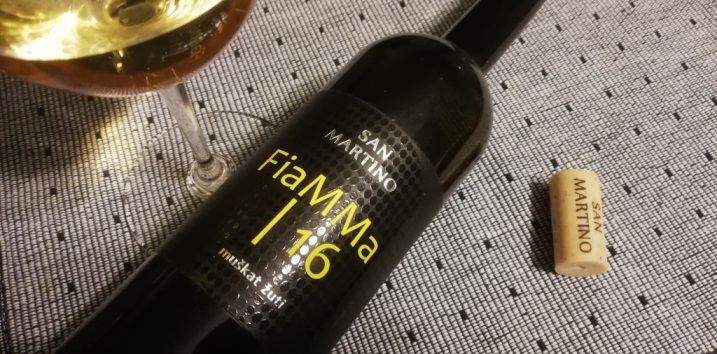 SAN
MARTINO
FiaMMa
| 16
muškat žuti
SAN
MARTINO